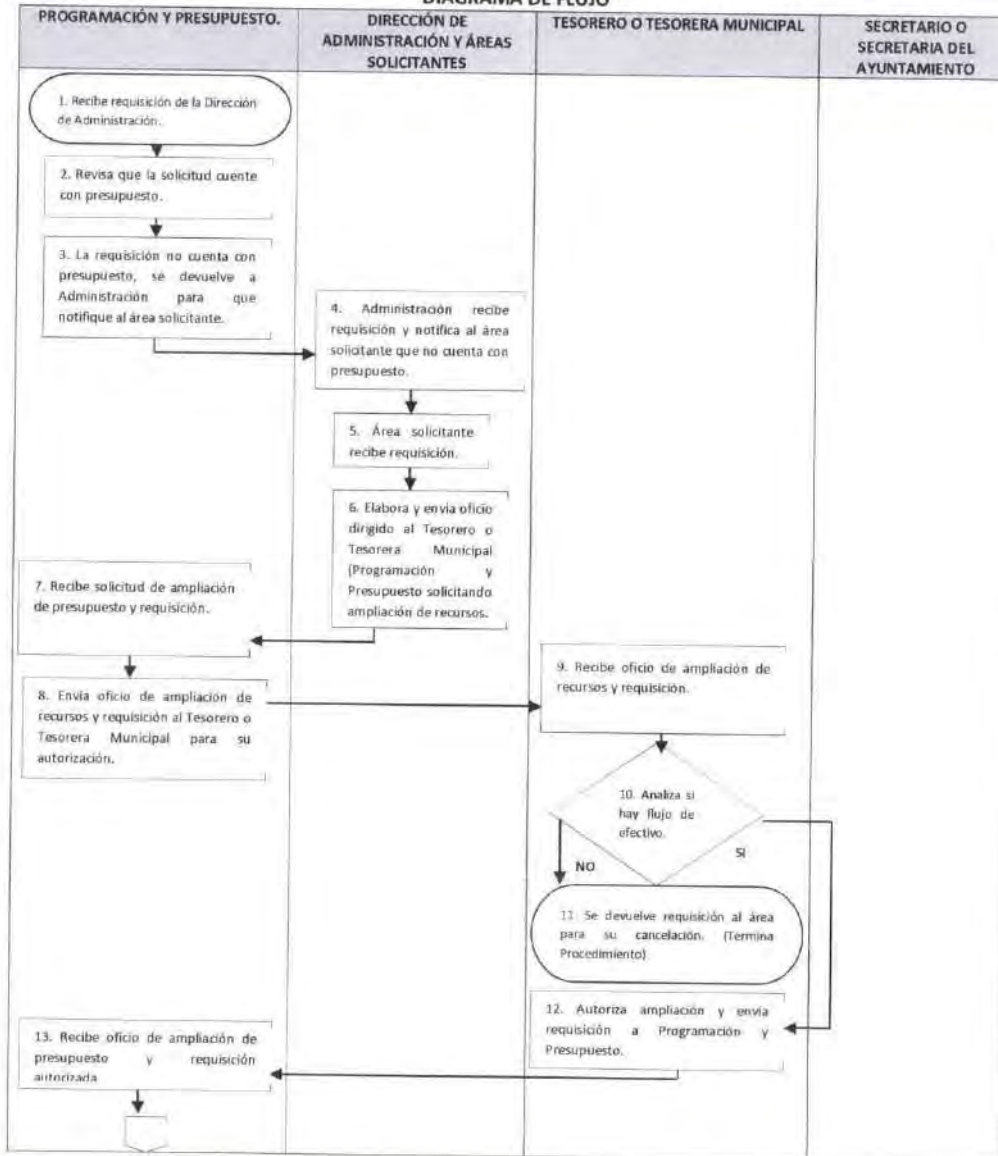 DIAGRAMA DE FLUJO
PROGRAMACIÓN Y PRESUPUESTO.
DIRECCIÓN DE
ADMINISTRACIÓN Y ÁREAS
SOLICITANTES
TESORERO O TESORERA MUNICIPAL
SECRETARIO O
SECRETARIA DEL
AYUNTAMIENTO
1. Recibe requisición de la Dirección
de Administración.
2. Revisa que la solicitud cuente
con presupuesto.
3. La requisición no cuenta con
presupuesto, se devuelve a
Administración para que
notifique al área solicitante.
4. Administración recibe
requisición y notifica al área
solicitante que no cuenta con
presupuesto.
5. Área solicitante
recibe requisición.
6. Elabora y envía oficio
dirigido al Tesorero o
Tesorera Municipal
(Programación y
Presupuesto solicitando
ampliación de recursos.
7. Recibe solicitud de ampliación
de presupuesto y requisición.
8. Envía oficio de ampliación de
recursos y requisición al Tesorero o
Tesorera Municipal para su
autorización.
9. Recibe oficio de ampliación de
recursos y requisición.
10. Analiza si
hay flujo de
efectivo.
NO
SI
11. Se devuelve requisición al área
para su cancelación. (Termina
Procedimiento)
12. Autoriza ampliación y envía
requisición a Programación y
Presupuesto.
13. Recibe oficio de ampliación de
presupuesto y requisición
autorizada